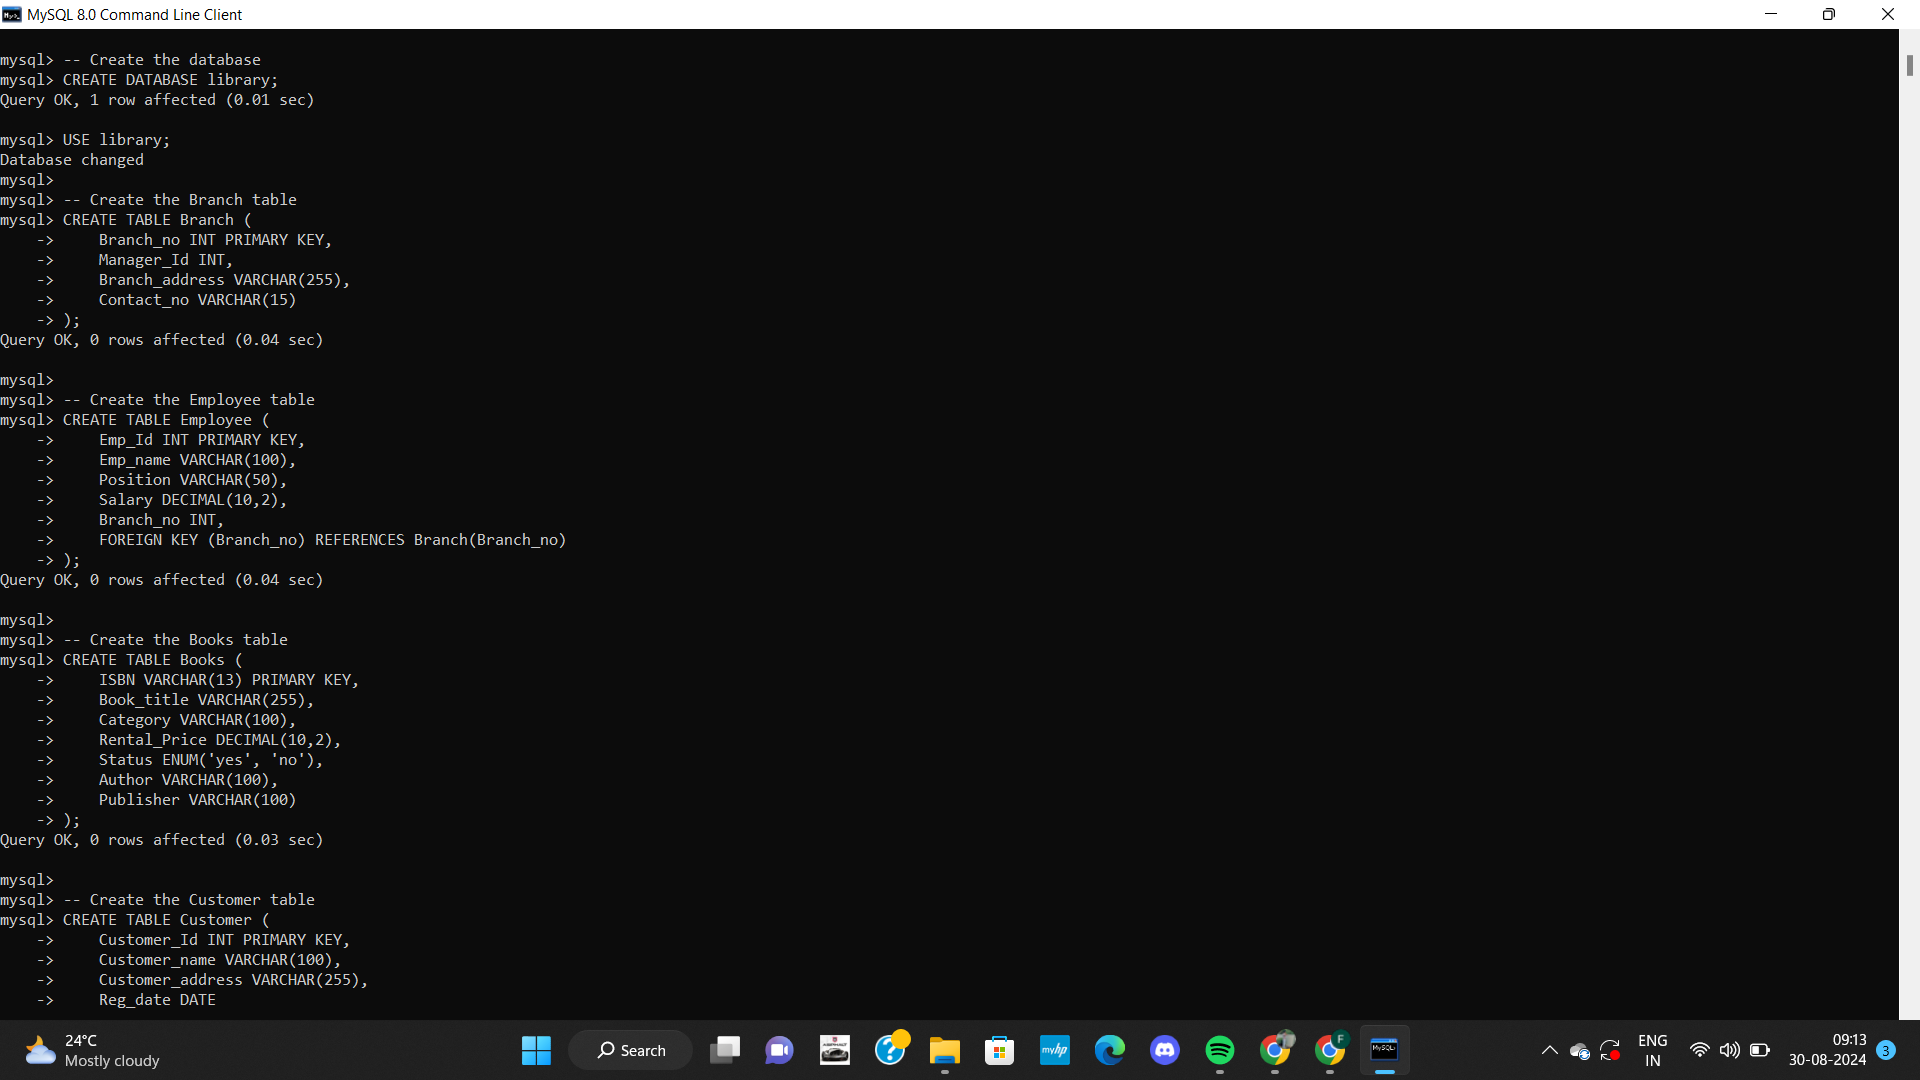 MySQL 8.0 Command Line Client
mysql> -- Create the database
mysql> CREATE DATABASE library;
Query OK, 1 row affected (0.01 sec)
mysql> USE library;
Database changed
mysql>
mysql> -- Create the Branch table
mysql> CREATE TABLE Branch (
    ->     Branch_no INT PRIMARY KEY,
    ->     Manager_Id INT,
    ->     Branch_address VARCHAR(255),
    ->     Contact_no VARCHAR(15)
    -> );
Query OK, 0 rows affected (0.04 sec)
mysql>
mysql> -- Create the Employee table
mysql> CREATE TABLE Employee (
    ->     Emp_Id INT PRIMARY KEY,
    ->     Emp_name VARCHAR(100),
    ->     Position VARCHAR(50),
    ->     Salary DECIMAL(10,2),
    ->     Branch_no INT,
    ->     FOREIGN KEY (Branch_no) REFERENCES Branch(Branch_no)
    -> );
Query OK, 0 rows affected (0.04 sec)
mysql>
mysql> -- Create the Books table
mysql> CREATE TABLE Books (
    ->     ISBN VARCHAR(13) PRIMARY KEY,
    ->     Book_title VARCHAR(255),
    ->     Category VARCHAR(100),
    ->     Rental_Price DECIMAL(10,2),
    ->     Status ENUM('yes', 'no'),
    ->     Author VARCHAR(100),
    ->     Publisher VARCHAR(100)
    -> );
Query OK, 0 rows affected (0.03 sec)
mysql>
mysql> -- Create the Customer table
mysql> CREATE TABLE Customer (
    ->     Customer_Id INT PRIMARY KEY,
    ->     Customer_name VARCHAR(100),
    ->     Customer_address VARCHAR(255),
    ->     Reg_date DATE
24°C
Mostly cloudy
Search
myhp
F
MySQL
ENG
IN
09:13
30-08-2024
3